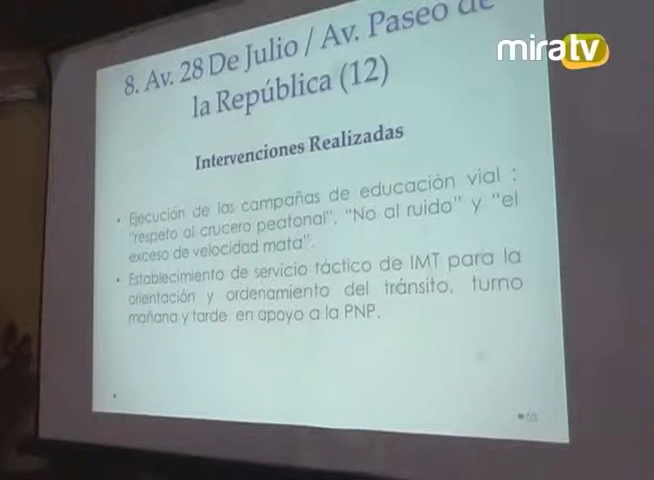 miratv
8. Av. 28 De Julio / Av. Paseo de
la República (12)
Intervenciones Realizadas
• Ejecución de las campañas de educación vial :
"respeto al crucero peatonal", "No al ruido" y "el
exceso de velocidad mata".
• Establecimiento de servicio táctico de IMT para la
orientación y ordenamiento del tránsito, turno
mañana y tarde en apoyo a la PNP.